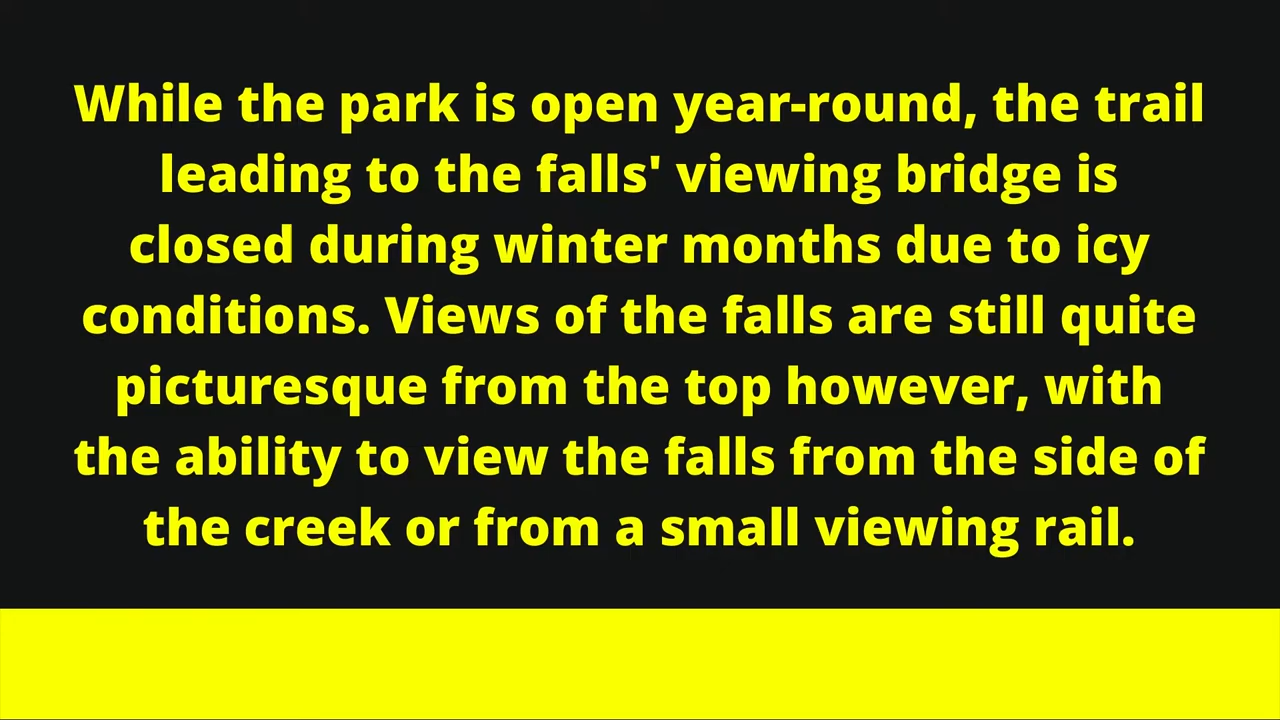 While the park is open year-round, the trail
leading to the falls' viewing bridge is
closed during winter months due to icy
conditions. Views of the falls are still quite
picturesque from the top however, with
the ability to view the falls from the side of
the creek or from a small viewing rail.